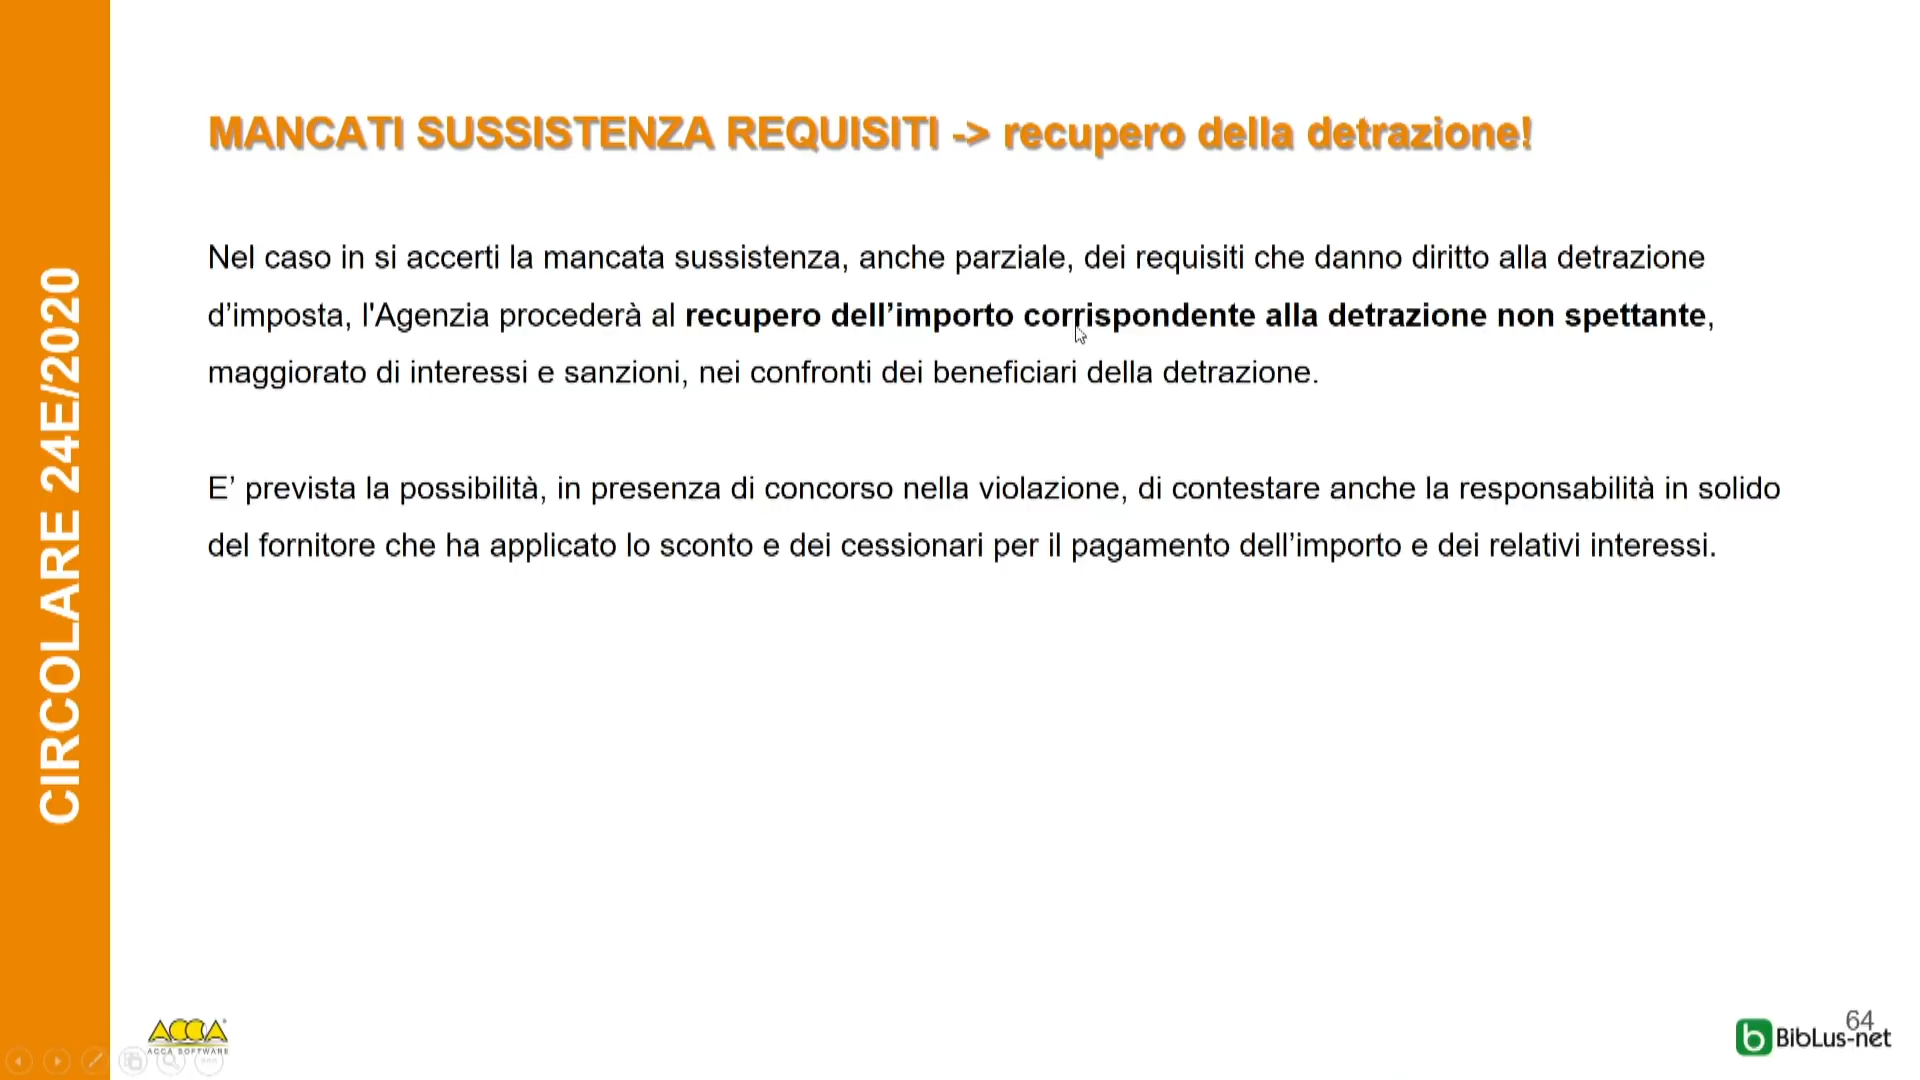 CIRCOLARE 24E/2020
MANCATI SUSSISTENZA REQUISITI -> recupero della detrazione!
Nel caso in si accerti la mancata sussistenza, anche parziale, dei requisiti che danno diritto alla detrazione
d’imposta, l'Agenzia procederà al recupero dell’importo corrispondente alla detrazione non spettante,
maggiorato di interessi e sanzioni, nei confronti dei beneficiari della detrazione.
E’ prevista la possibilità, in presenza di concorso nella violazione, di contestare anche la responsabilità in solido
del fornitore che ha applicato lo sconto e dei cessionari per il pagamento dell’importo e dei relativi interessi.
ACCA
ACCA SOFTWARE
64
b BibLus-net